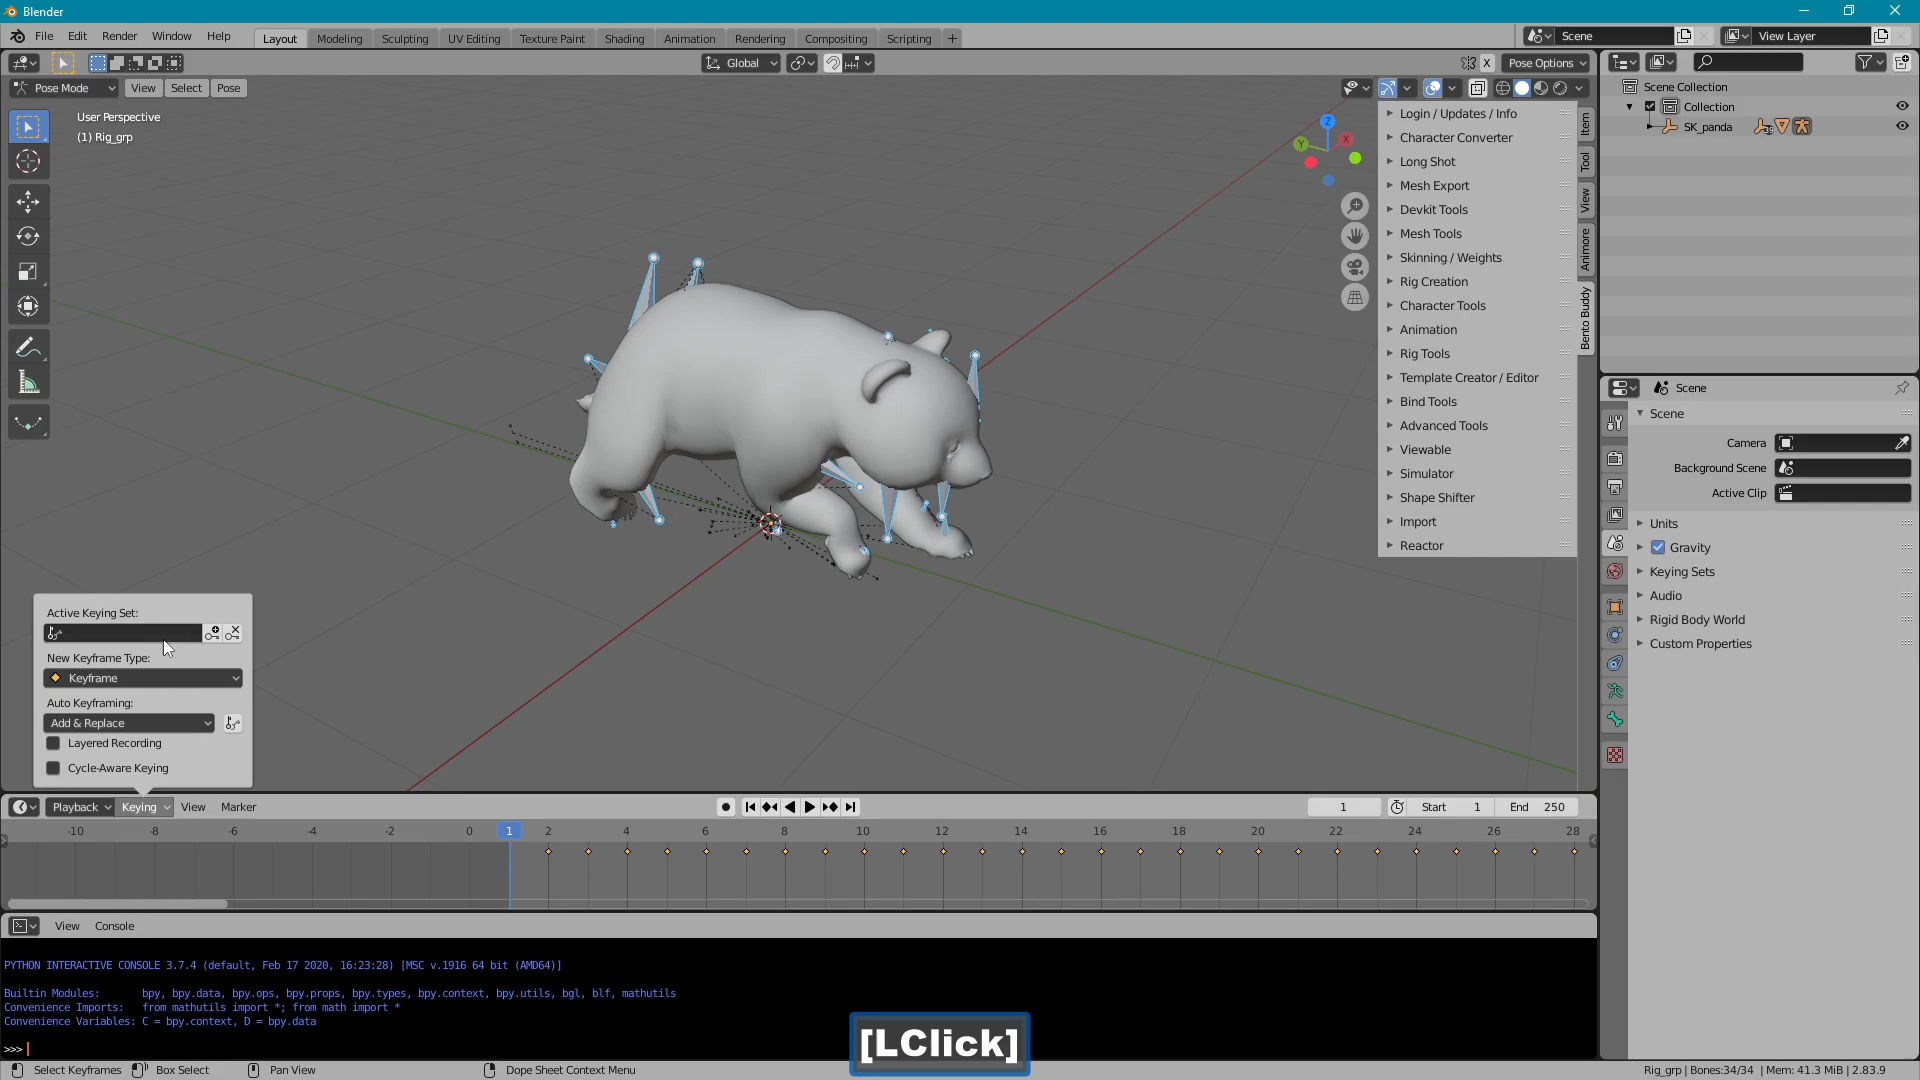 Blender
File Edit Render Window Help
Layout Modeling Sculpting UV Editing Texture Paint Shading Animation Rendering Compositing Scripting +
Scene
View Layer
Global
X Pose Options
Pose Mode View Select Pose
User Perspective
(1) Rig_grp
Z
Y
X
Login / Updates / Info
Character Converter
Long Shot
Mesh Export
Devkit Tools
Mesh Tools
Skinning / Weights
Rig Creation
Character Tools
Animation
Rig Tools
Template Creator / Editor
Bind Tools
Advanced Tools
Viewable
Simulator
Shape Shifter
Import
Reactor
Item
Tool
View
Animore
Bento Buddy
Scene Collection
Collection
SK_panda
Scene
Scene
Camera
Background Scene
Active Clip
Units
Gravity
Keying Sets
Audio
Rigid Body World
Custom Properties
Active Keying Set:
New Keyframe Type:
Keyframe
Auto Keyframing:
Add & Replace
Layered Recording
Cycle-Aware Keying
Playback Keying View Marker
1 Start 1 End 250
-10 -8 -6 -4 -2 0 1 2 4 6 8 10 12 14 16 18 20 22 24 26 28
View Console
PYTHON INTERACTIVE CONSOLE 3.7.4 (default, Feb 17 2020, 16:23:28) [MSC v.1916 64 bit (AMD64)]
Builtin Modules: bpy, bpy.data, bpy.ops, bpy.props, bpy.types, bpy.context, bpy.utils, bgl, blf, mathutils
Convenience Imports: from mathutils import *; from math import *
Convenience Variables: C = bpy.context, D = bpy.data
>>>
[LClick]
Select Keyframes Box Select Pan View Dope Sheet Context Menu
Rig_grp | Bones:34/34 | Mem: 41.3 MiB | 2.83.9